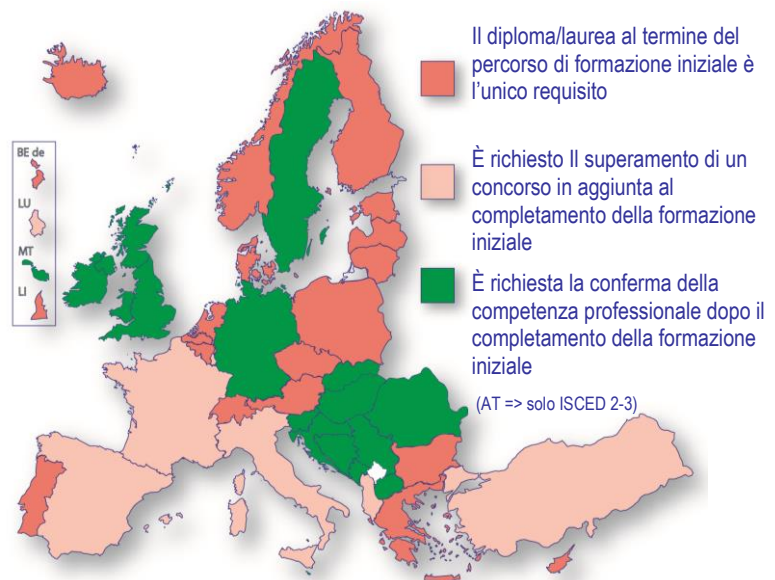 Il diploma/laurea al termine del
percorso di formazione iniziale è
l'unico requisito
BE de
LU
MT
LI
È richiesto Il superamento di un
concorso in aggiunta al
completamento della formazione
iniziale
È richiesta la conferma della
competenza professionale dopo il
completamento della formazione
iniziale
(AT => solo ISCED 2-3)